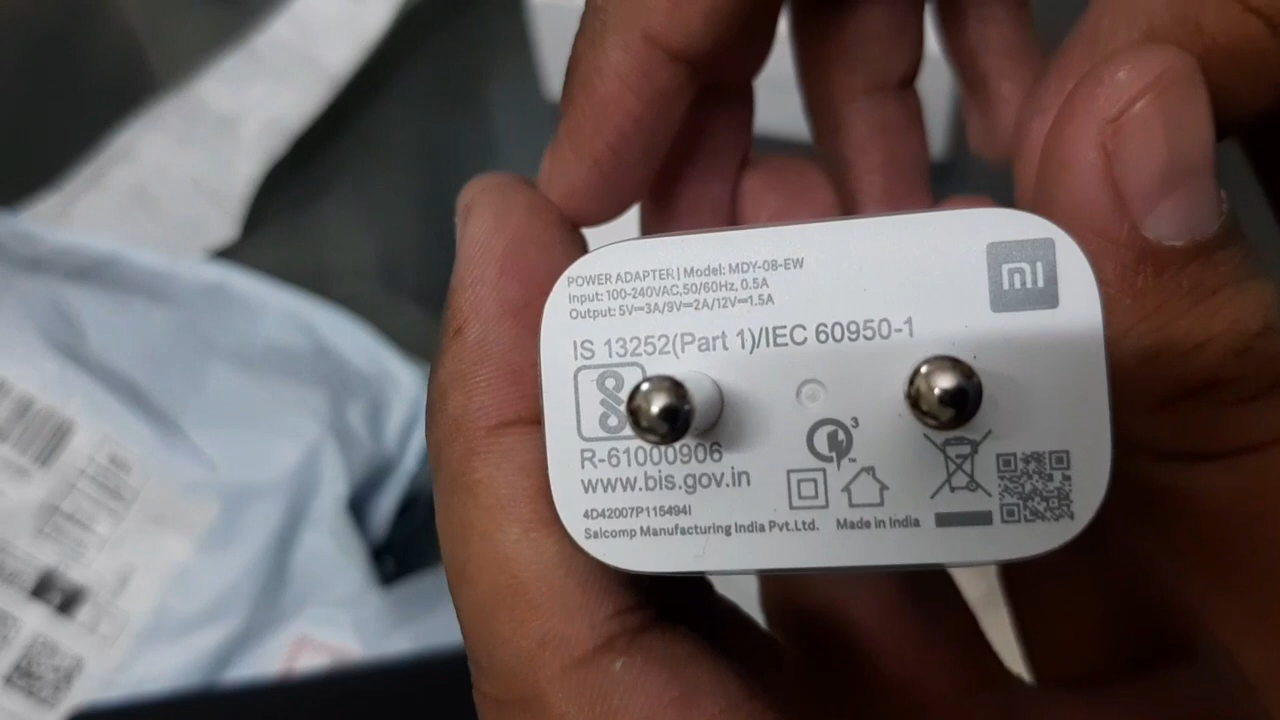 POWER ADAPTER | Model: MDY-08-EW
Input: 100-240VAC,50/60Hz, 0.5A
Output: 5V⎓3A/9V⎓2A/12V⎓1.5A
mi
IS 13252(Part 1)/IEC 60950-1
3
R-61000906
www.bis.gov.in
4D42007P115494I
Salcomp Manufacturing India Pvt.Ltd. Made in India